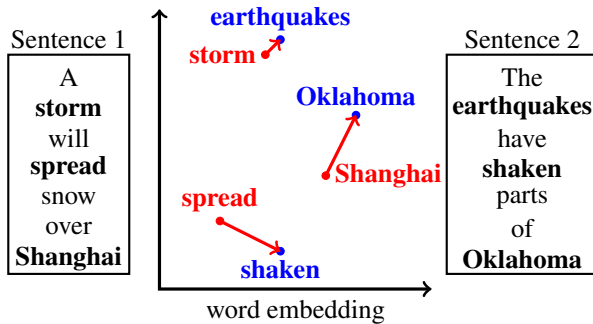 Sentence 1
A
storm
will
spread
snow
over
Shanghai
earthquakes
storm
Oklahoma
Shanghai
spread
shaken
word embedding
Sentence 2
The
earthquakes
have
shaken
parts
of
Oklahoma